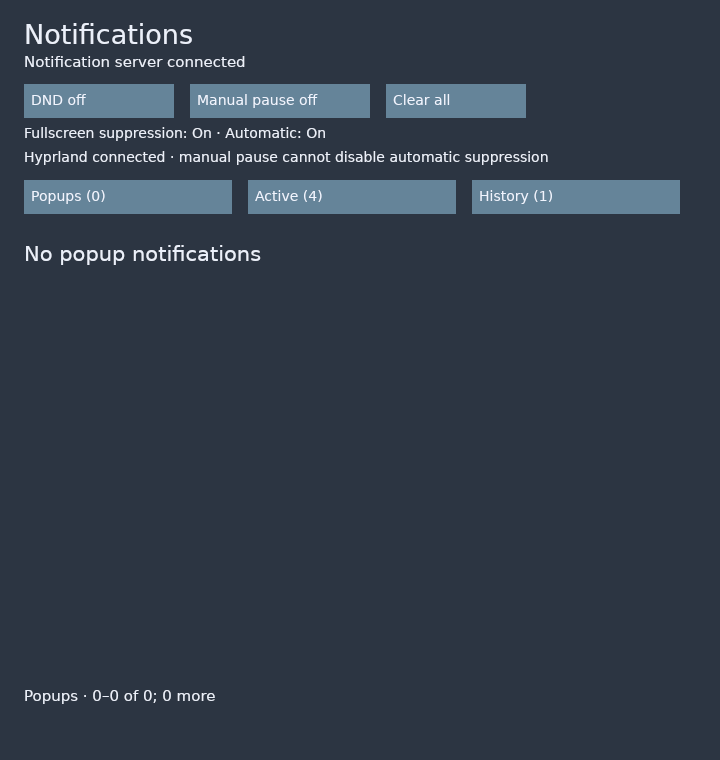 Notifications
Notification server connected
DND off
Manual pause off
Clear all
Fullscreen suppression: On · Automatic: On
Hyprland connected · manual pause cannot disable automatic suppression
Popups (0)
Active (4)
History (1)
No popup notifications
Popups · 0–0 of 0; 0 more